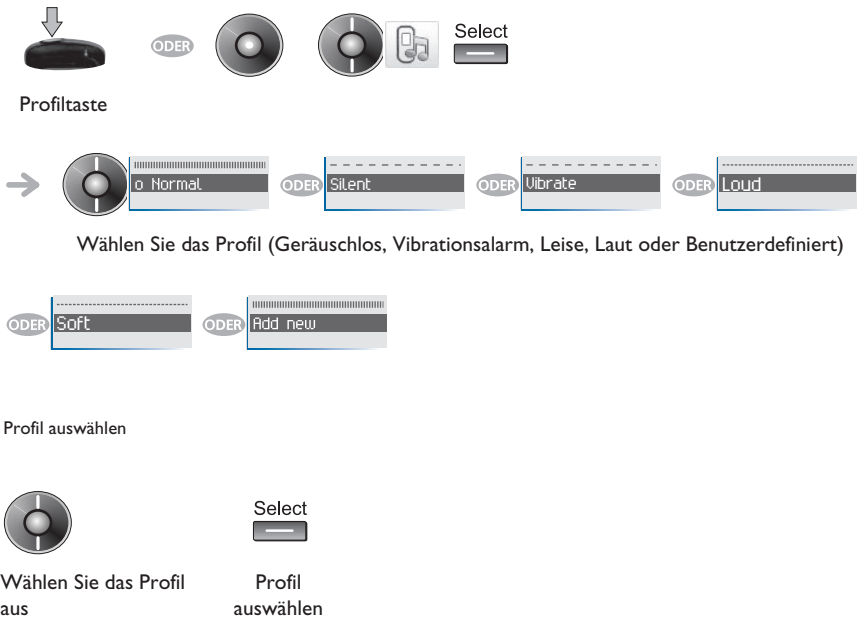 Select
ODER
Profiltaste
o Normal
ODER
Silent
ODER
Vibrate
ODER
Loud
Wählen Sie das Profil (Geräuschlos, Vibrationsalarm, Leise, Laut oder Benutzerdefiniert)
ODER
Soft
ODER
Add new
Profil auswählen
Select
Wählen Sie das Profil
aus
Profil
auswählen